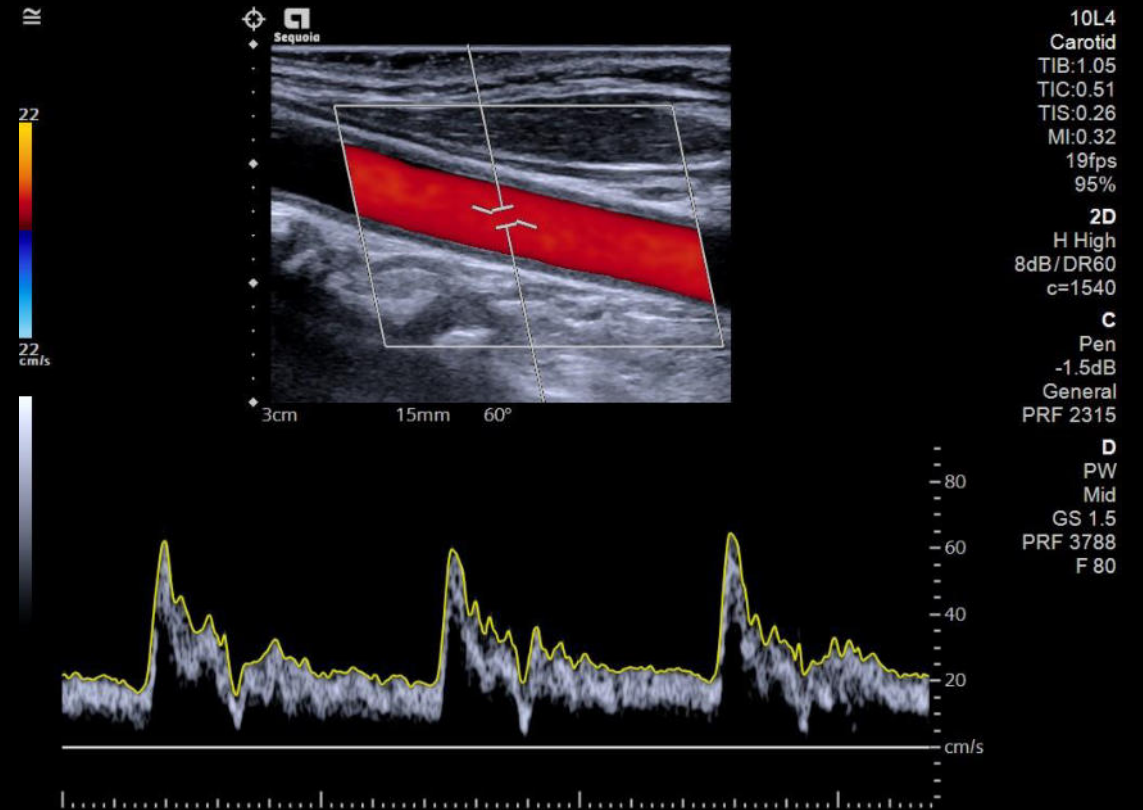 Sequoia
22
22
cm/s
3cm 15mm 60°
10L4
Carotid
TIB:1.05
TIC:0.51
TIS:0.26
MI:0.32
19fps
95%
2D
H High
8dB/DR60
c=1540
C
Pen
-1.5dB
General
PRF 2315
D
PW
Mid
GS 1.5
PRF 3788
F 80
80
60
40
20
cm/s